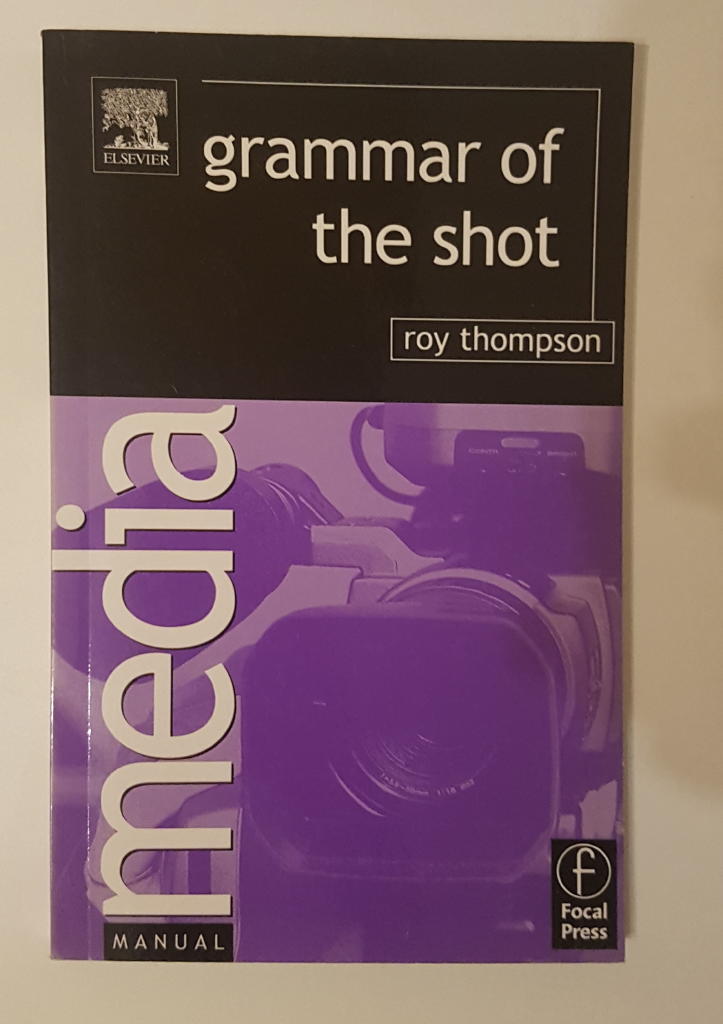 ELSEVIER
grammar of
the shot
roy thompson
media
MANUAL
Focal
Press